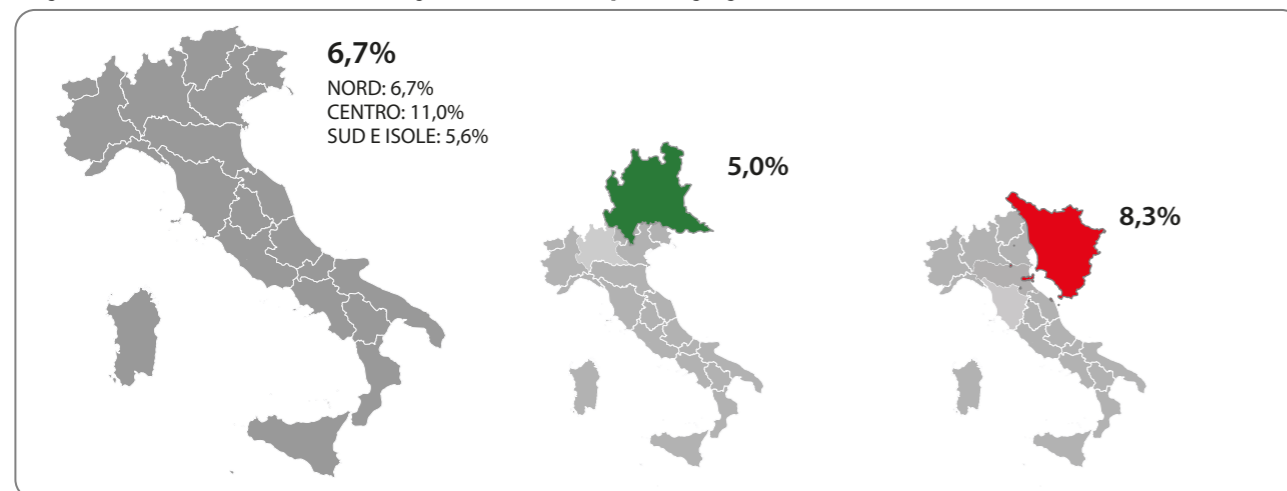 6,7%
NORD: 6,7%
CENTRO: 11,0%
SUD E ISOLE: 5,6%
5,0%
8,3%